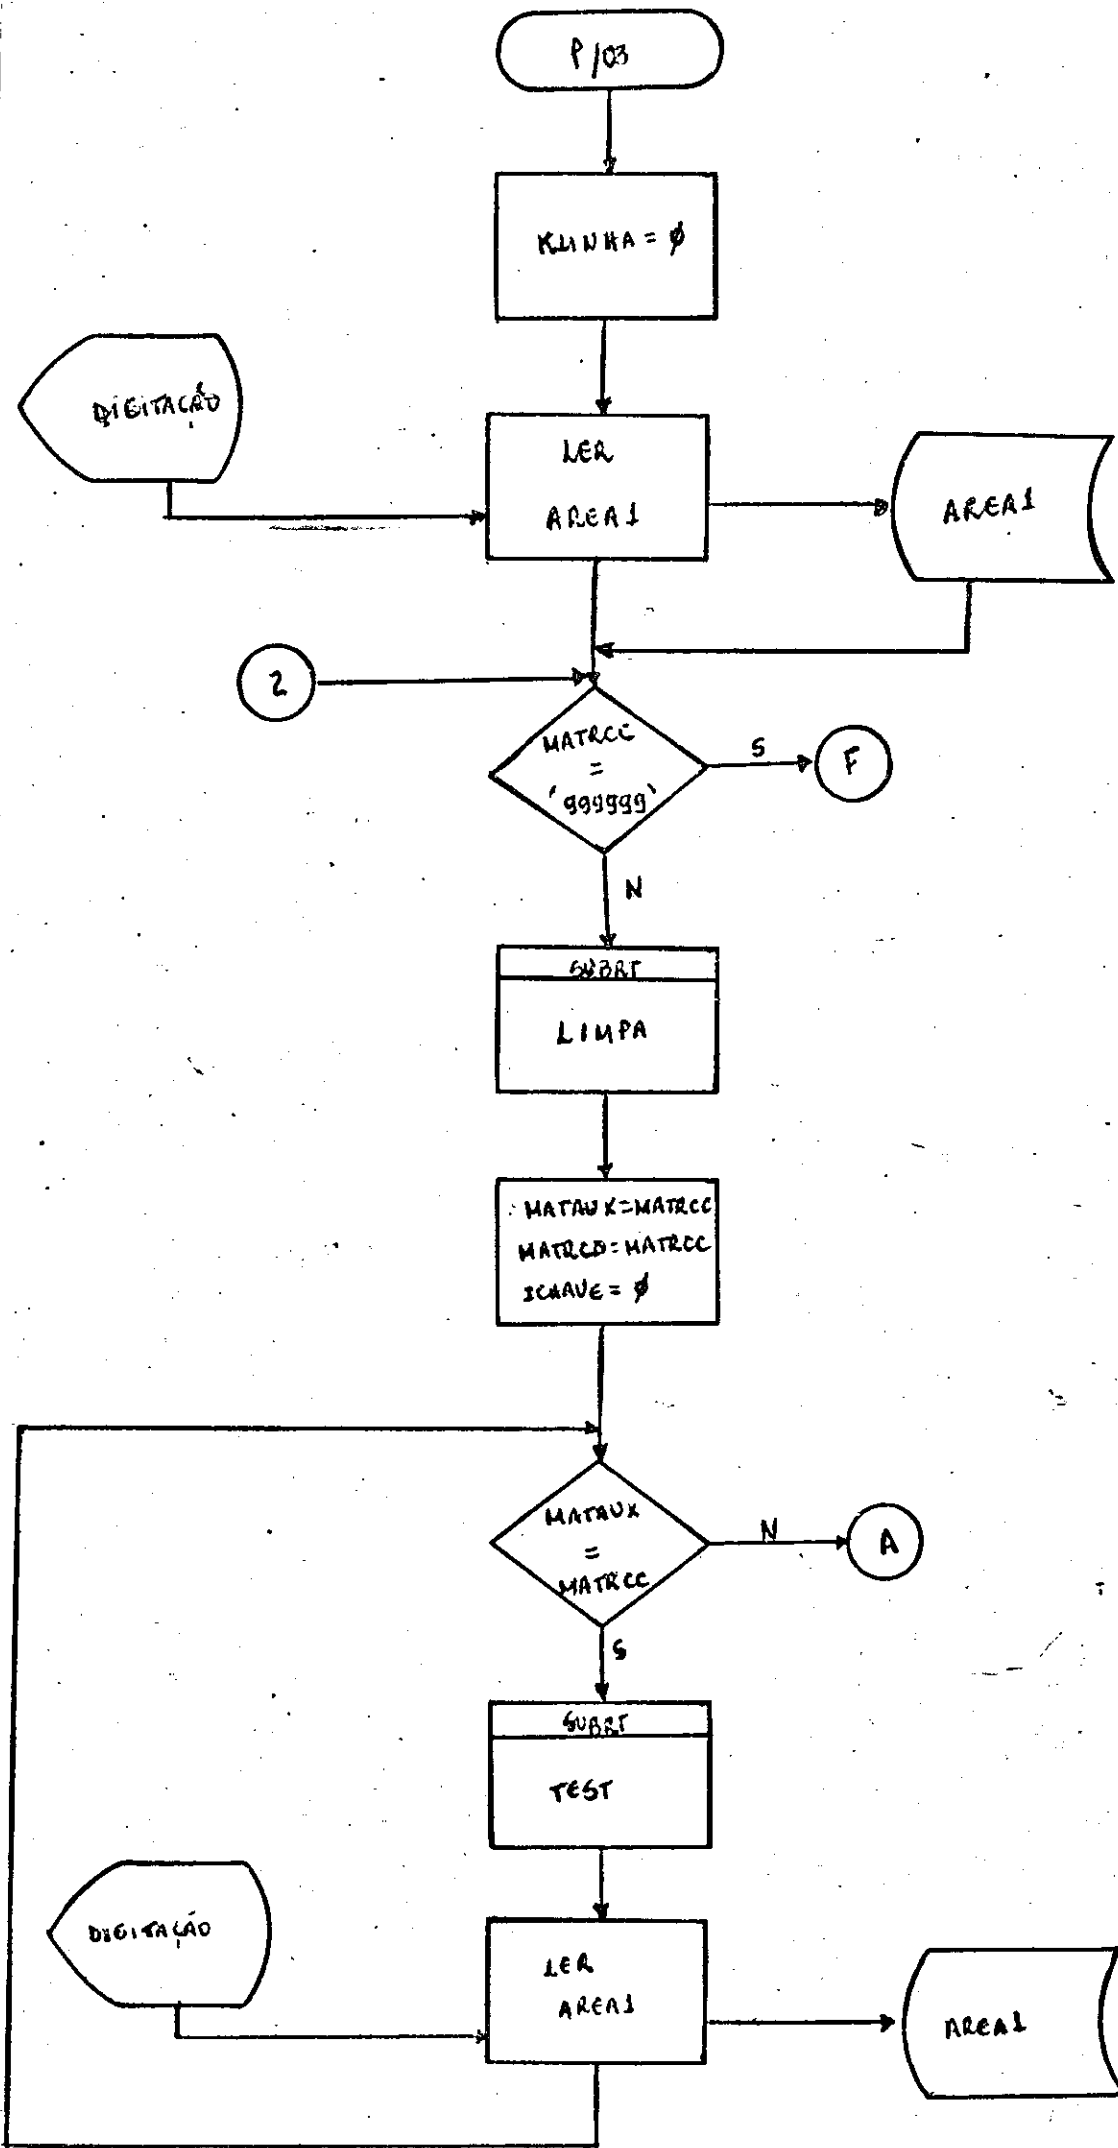 P/03
KLINHA = ø
DIGITAÇÃO
LER
AREA1
AREA1
2
MATRCC
=
'999999'
S
F
N
SUBRT
LIMPA
MATAUX=MATRCC
MATRCD=MATRCC
ICHAVE = ø
MATAUX
=
MATRCC
N
A
S
SUBRT
TEST
DIGITAÇÃO
LER
AREA1
AREA1